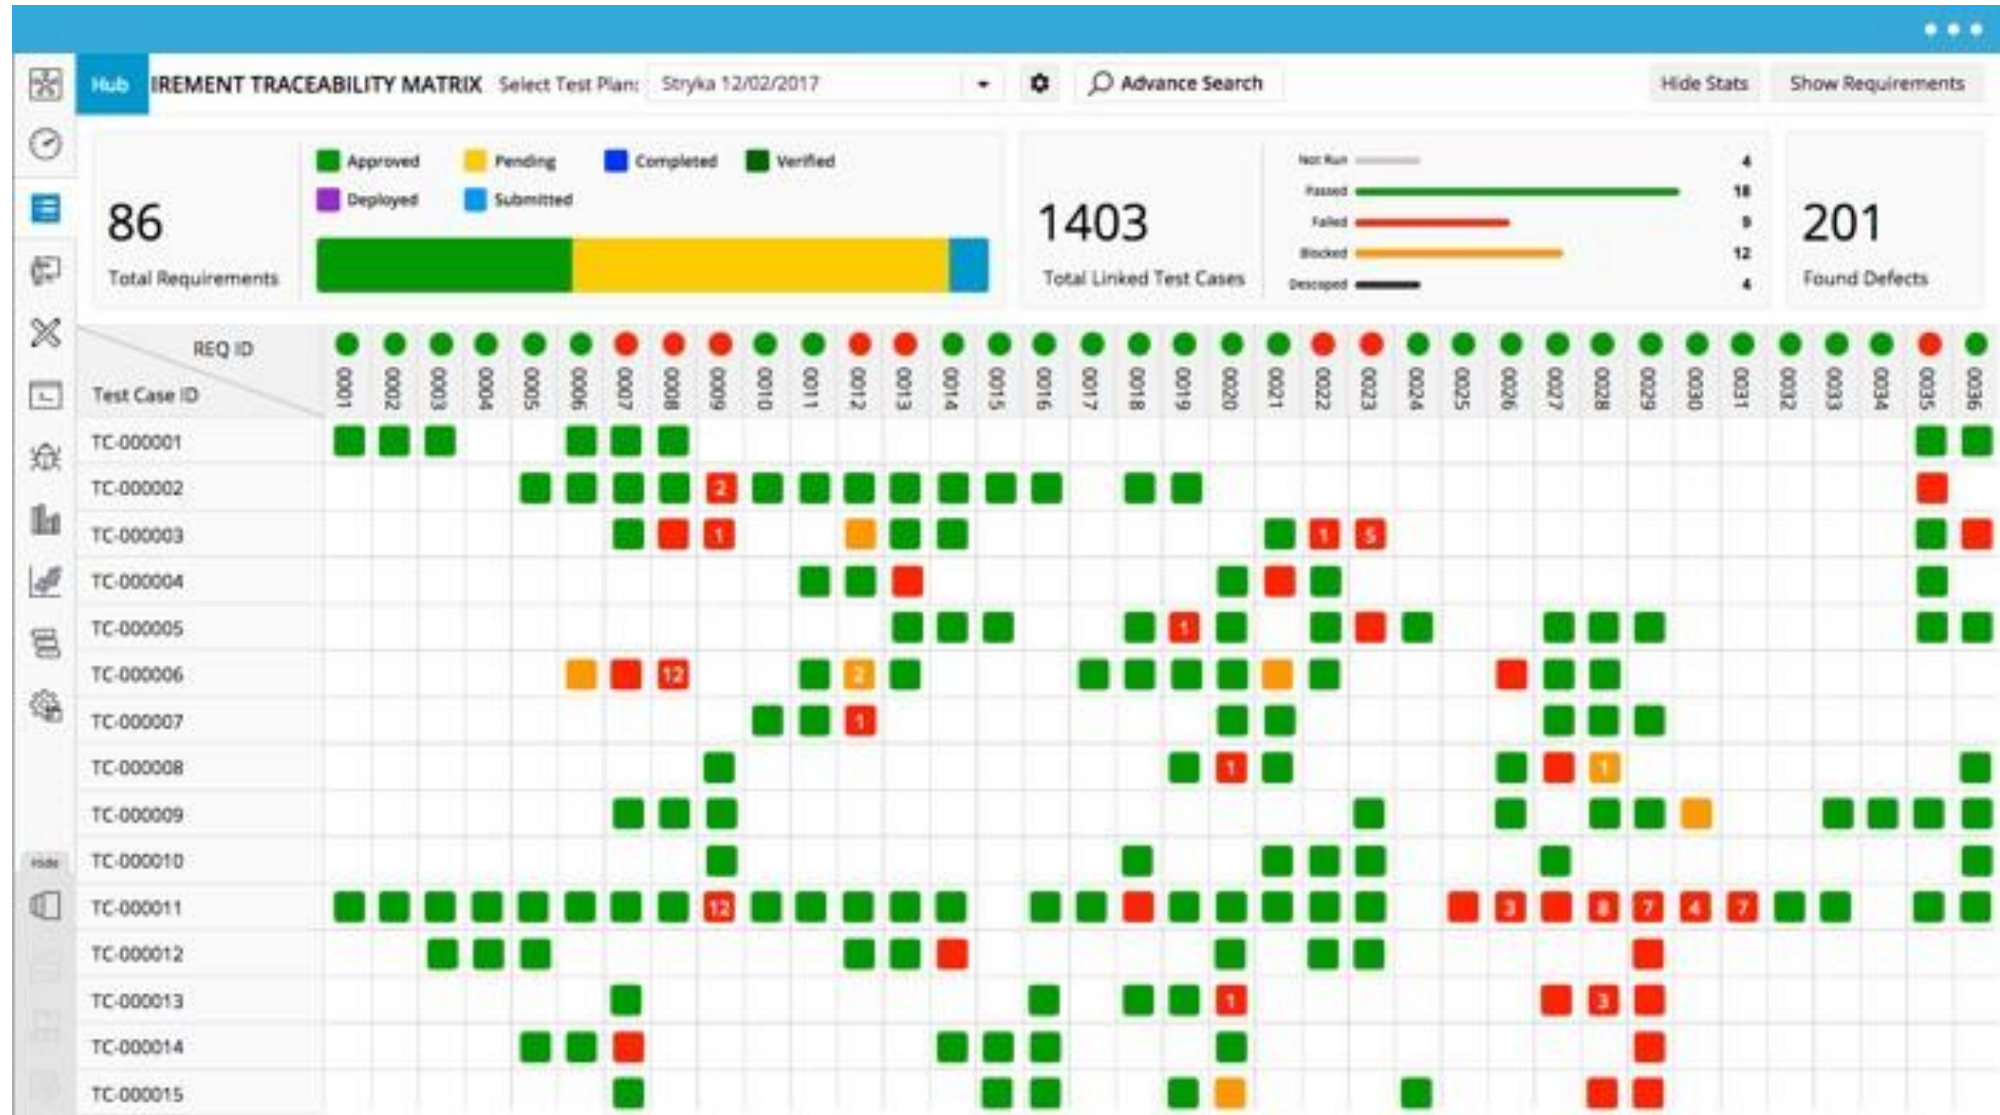 Hub IREMENT TRACEABILITY MATRIX Select Test Plan: Stryka 12/02/2017 Advance Search Hide Stats Show Requirements
Approved Pending Completed Verified
Deployed Submitted
86
Total Requirements
1403
Total Linked Test Cases
Not Run 4
Passed 18
Failed 9
Blocked 12
Descoped 4
201
Found Defects
REQ ID
Test Case ID
0001 0002 0003 0004 0005 0006 0007 0008 0009 0010 0011 0012 0013 0014 0015 0016 0017 0018 0019 0020 0021 0022 0023 0024 0025 0026 0027 0028 0029 0030 0031 0032 0033 0034 0035 0036
TC-000001
TC-000002 2
TC-000003 1 1 5
TC-000004
TC-000005 1
TC-000006 12 2
TC-000007 1
TC-000008 1 1
TC-000009
TC-000010
TC-000011 12 3 8 7 4 7
TC-000012
TC-000013 1 3
TC-000014
TC-000015